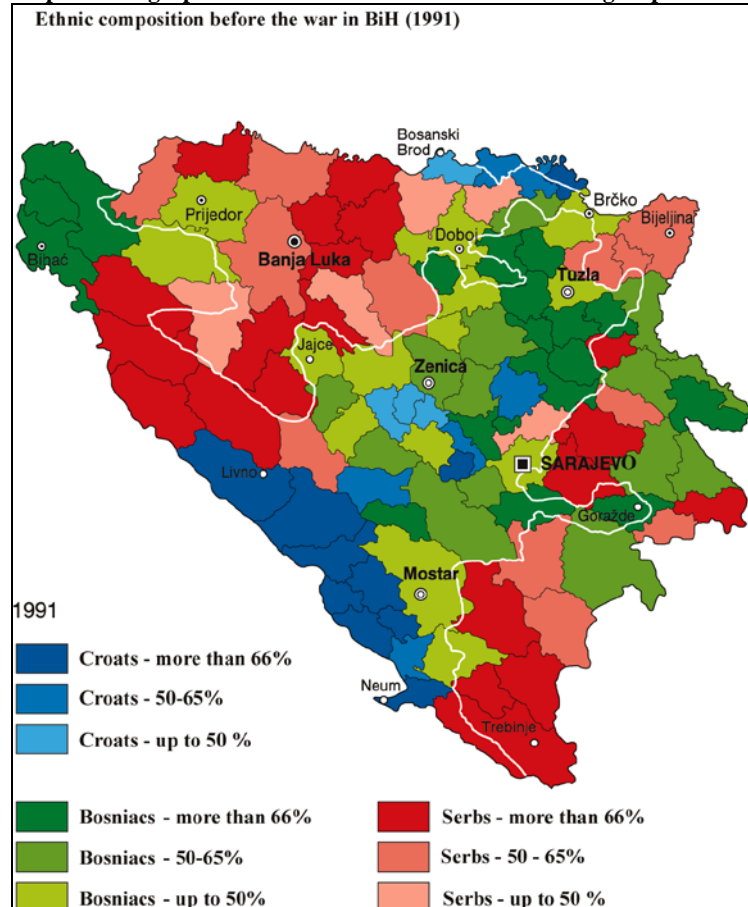 Ethnic composition before the war in BiH (1991)
Bosanski
Brod
Brčko
Prijedor
Bijeljina
Doboj
Bihać
Banja Luka
Tuzla
Jajce
Zenica
Livno
SARAJEVO
Goražde
Mostar
1991
Croats - more than 66%
Croats - 50-65%
Neum
Trebinje
Croats - up to 50 %
Bosniacs - more than 66%
Serbs - more than 66%
Bosniacs - 50-65%
Serbs - 50 - 65%
Bosniacs - up to 50%
Serbs - up to 50 %